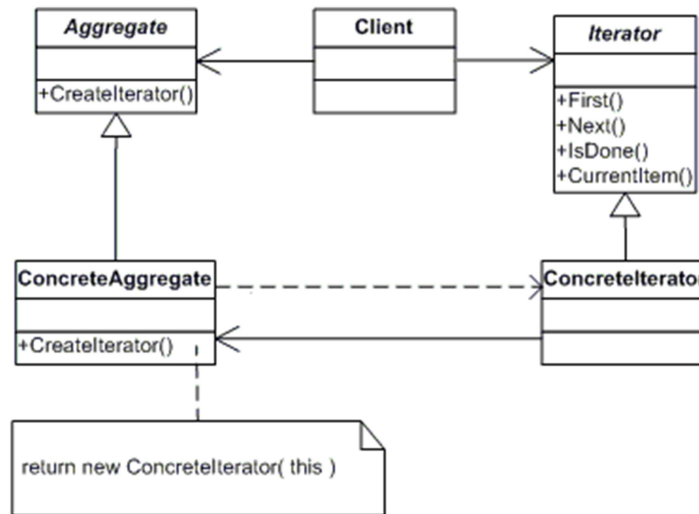 Aggregate
Client
Iterator
+CreateIterator()
+First()
+Next()
+IsDone()
+CurrentItem()
ConcreteAggregate
ConcreteIterator
+CreateIterator()
return new ConcreteIterator( this )